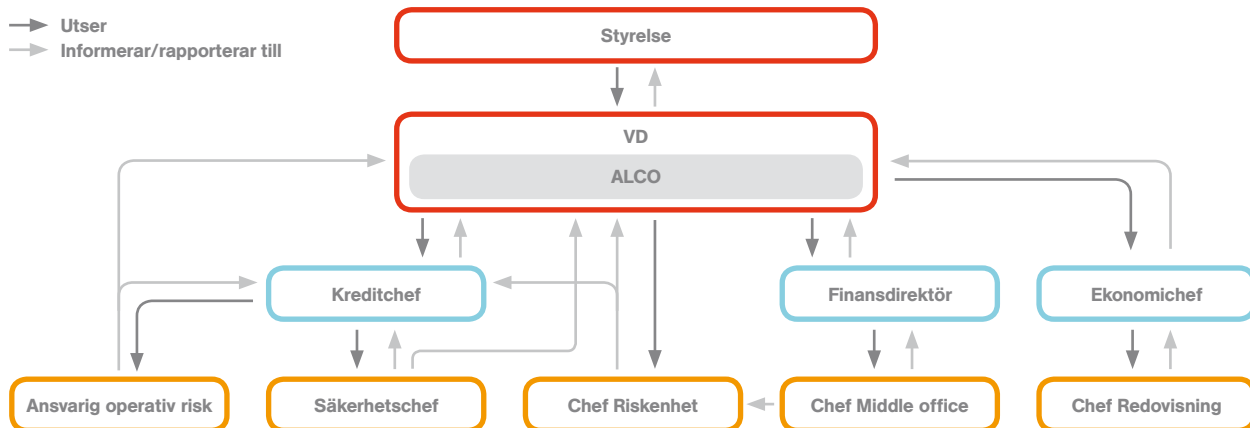 Utser
Informerar/rapporterar till
Styrelse
VD
ALCO
Kreditchef
Finansdirektör
Ekonomichef
Ansvarig operativ risk
Säkerhetschef
Chef Riskenhet
Chef Middle office
Chef Redovisning